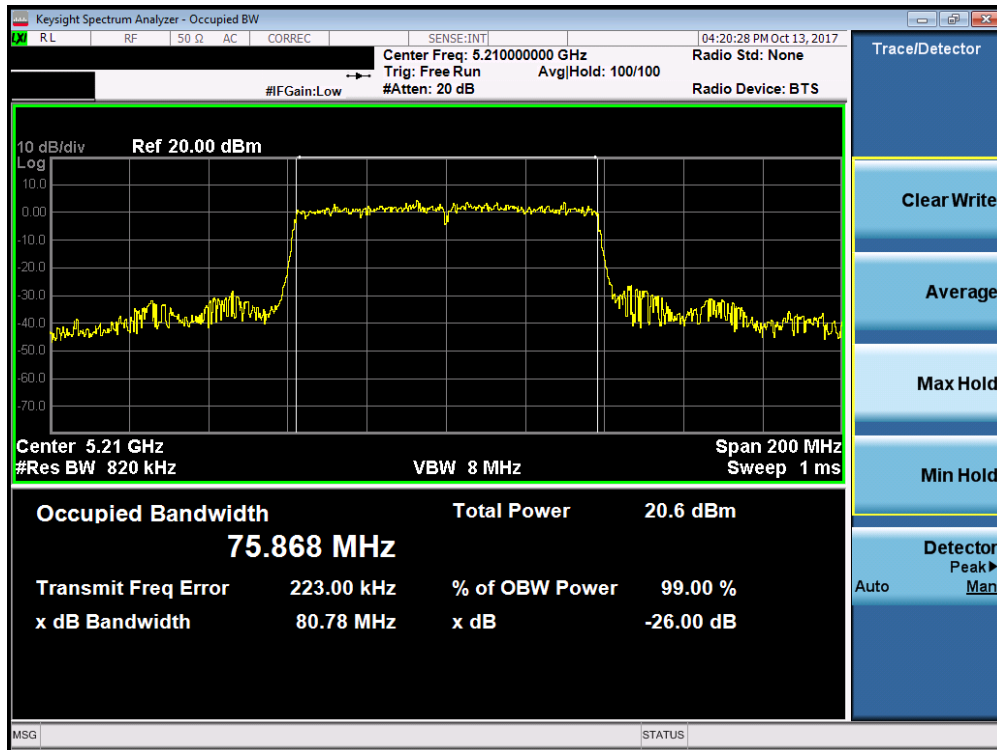 Keysight Spectrum Analyzer - Occupied BW
LXI RL RF 50 Ω AC CORREC SENSE:INT 04:20:28 PM Oct 13, 2017
Center Freq: 5.210000000 GHz Radio Std: None
Trig: Free Run Avg|Hold: 100/100
#IFGain:Low #Atten: 20 dB Radio Device: BTS
10 dB/div Ref 20.00 dBm
Log
10.0
0.00
-10.0
-20.0
-30.0
-40.0
-50.0
-60.0
-70.0
Center 5.21 GHz Span 200 MHz
#Res BW 820 kHz VBW 8 MHz Sweep 1 ms
Occupied Bandwidth Total Power 20.6 dBm
75.868 MHz
Transmit Freq Error 223.00 kHz % of OBW Power 99.00 %
x dB Bandwidth 80.78 MHz x dB -26.00 dB
MSG STATUS
Trace/Detector
Clear Write
Average
Max Hold
Min Hold
Detector
Peak▶
Auto Man